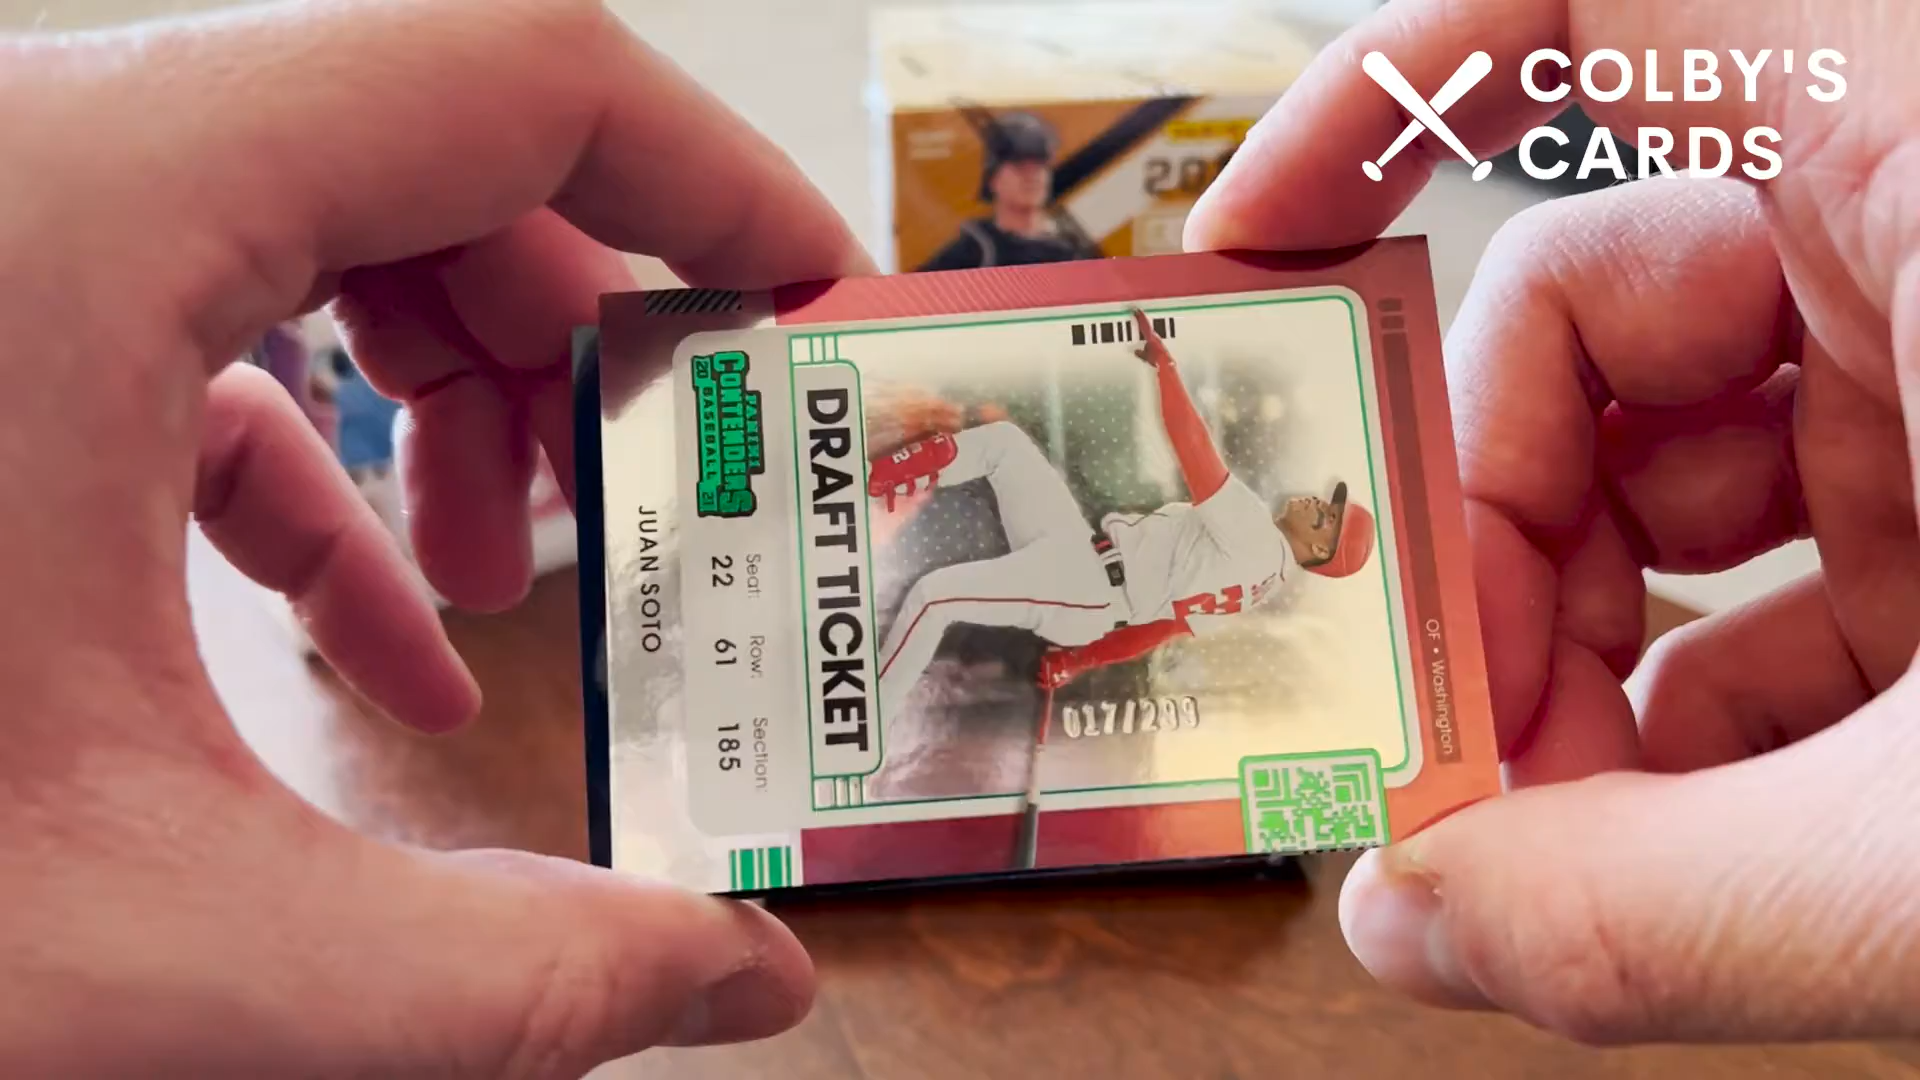 COLBY'S
CARDS
PANINI
CONTENDERS
20 BASEBALL 21
DRAFT TICKET
Seat: Row: Section:
22 61 185
JUAN SOTO
OF • Washington
017/299